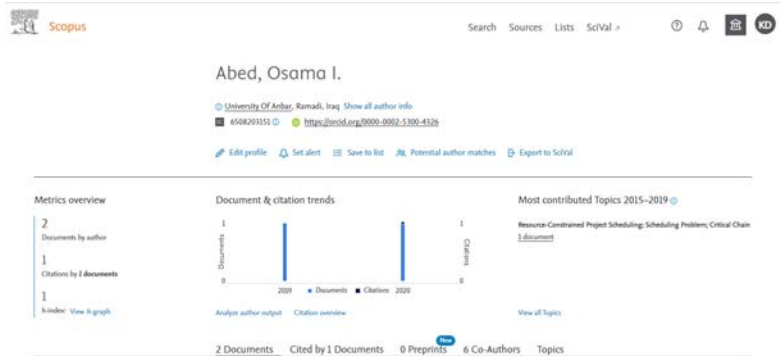 Scopus
Search Sources Lists SciVal ↗
KD
Abed, Osama I.
University Of Anbar, Ramadi, Iraq Show all author info
6508203151 https://orcid.org/0000-0002-5300-4326
Edit profile Set alert Save to list Potential author matches Export to SciVal
Metrics overview
2
Documents by author
1
Citations by 1 documents
1
h-index: View h-graph
Document & citation trends
1
Documents
0
2019
2020
1
Citations
0
Documents Citations
Analyze author output Citation overview
Most contributed Topics 2015–2019
Resource-Constrained Project Scheduling; Scheduling Problem; Critical Chain
1 document
View all Topics
New
2 Documents Cited by 1 Documents 0 Preprints 6 Co-Authors Topics